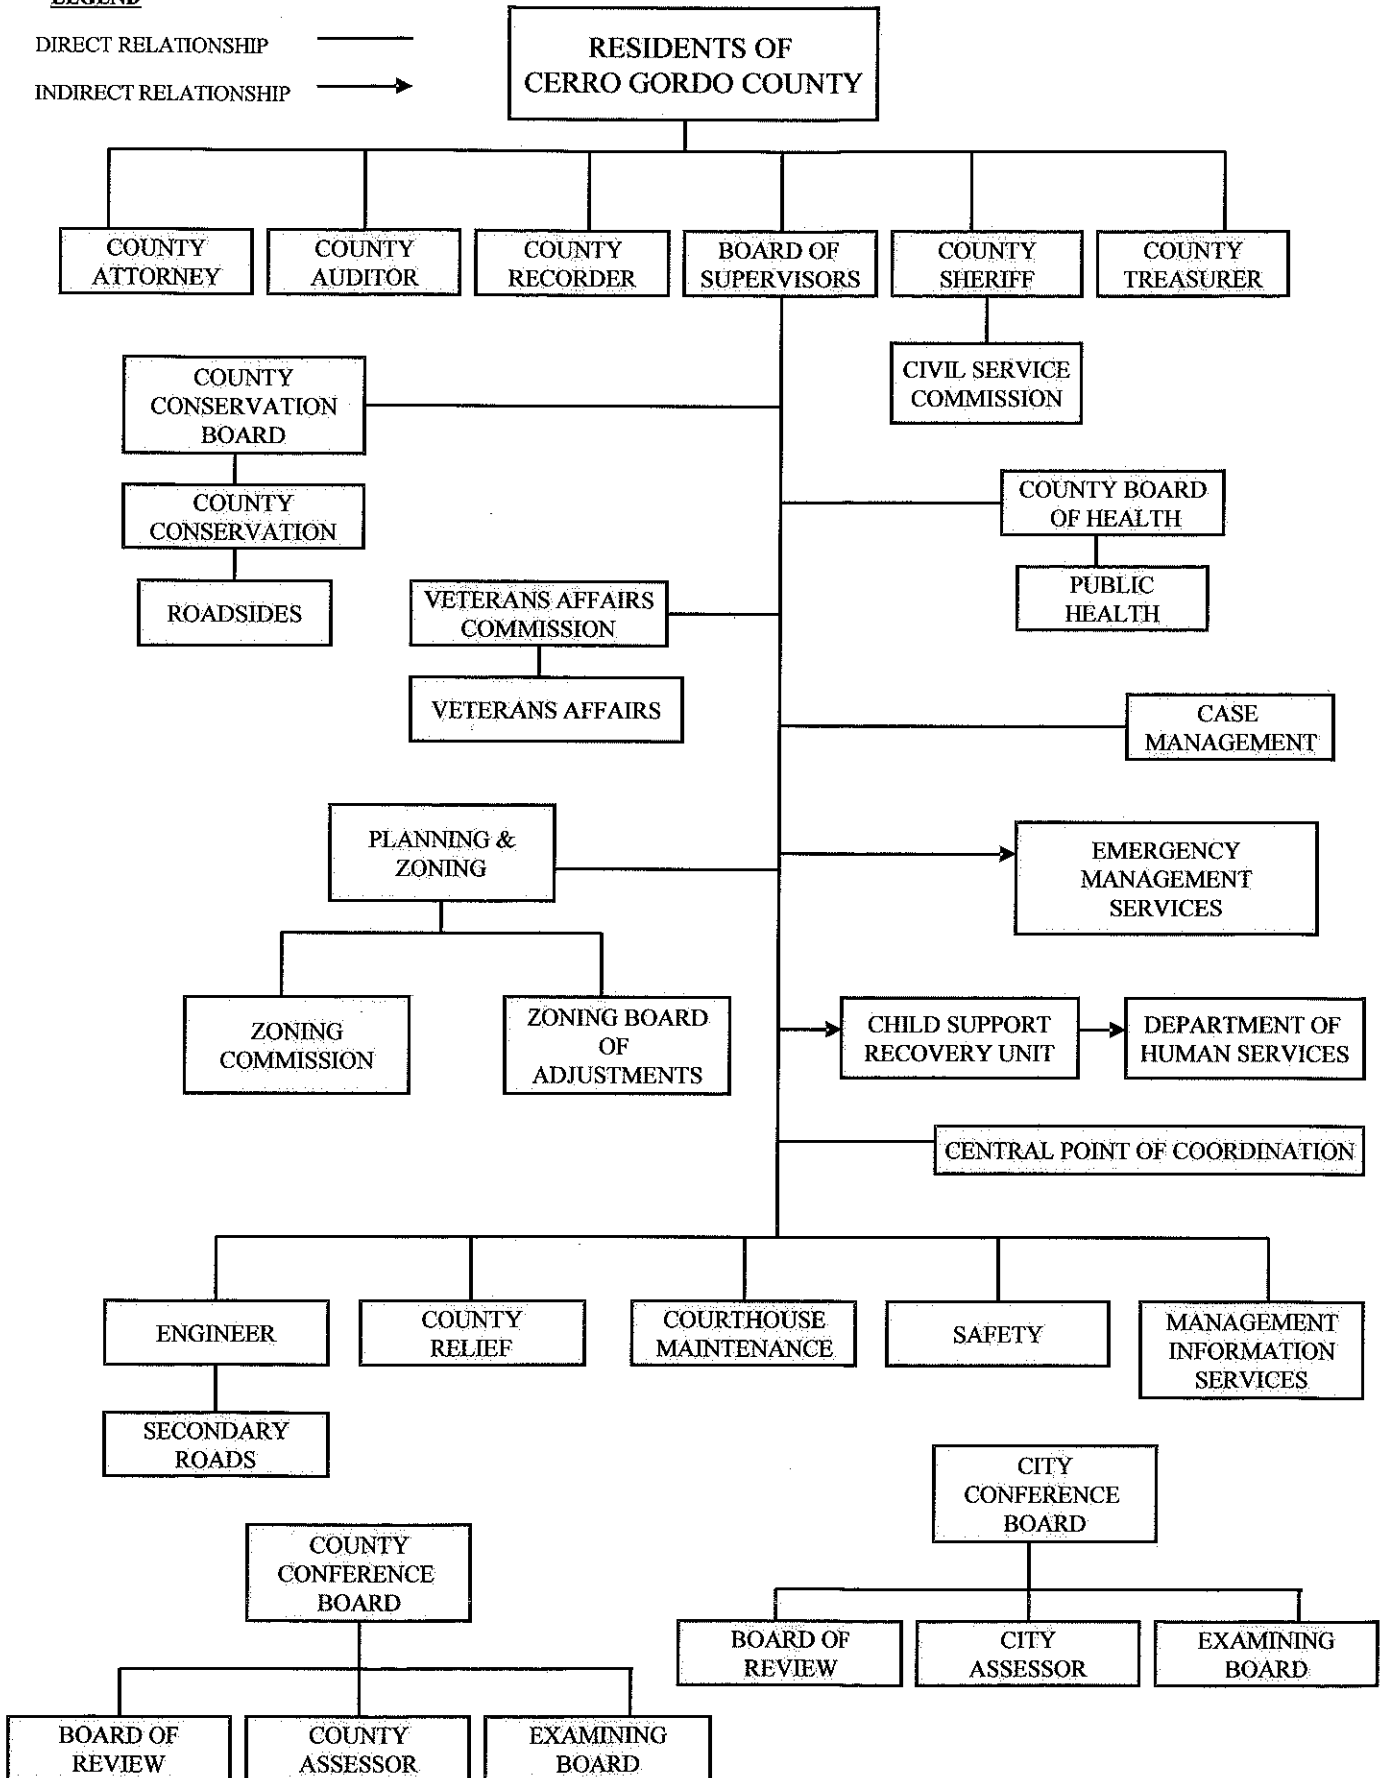 LEGEND
DIRECT RELATIONSHIP
INDIRECT RELATIONSHIP
RESIDENTS OF
CERRO GORDO COUNTY
COUNTY
ATTORNEY
COUNTY
AUDITOR
COUNTY
RECORDER
BOARD OF
SUPERVISORS
COUNTY
SHERIFF
COUNTY
TREASURER
CIVIL SERVICE
COMMISSION
COUNTY
CONSERVATION
BOARD
COUNTY
CONSERVATION
ROADSIDES
COUNTY BOARD
OF HEALTH
PUBLIC
HEALTH
VETERANS AFFAIRS
COMMISSION
VETERANS AFFAIRS
CASE
MANAGEMENT
PLANNING &
ZONING
EMERGENCY
MANAGEMENT
SERVICES
ZONING
COMMISSION
ZONING BOARD
OF
ADJUSTMENTS
CHILD SUPPORT
RECOVERY UNIT
DEPARTMENT OF
HUMAN SERVICES
CENTRAL POINT OF COORDINATION
ENGINEER
COUNTY
RELIEF
COURTHOUSE
MAINTENANCE
SAFETY
MANAGEMENT
INFORMATION
SERVICES
SECONDARY
ROADS
CITY
CONFERENCE
BOARD
BOARD OF
REVIEW
CITY
ASSESSOR
EXAMINING
BOARD
COUNTY
CONFERENCE
BOARD
BOARD OF
REVIEW
COUNTY
ASSESSOR
EXAMINING
BOARD